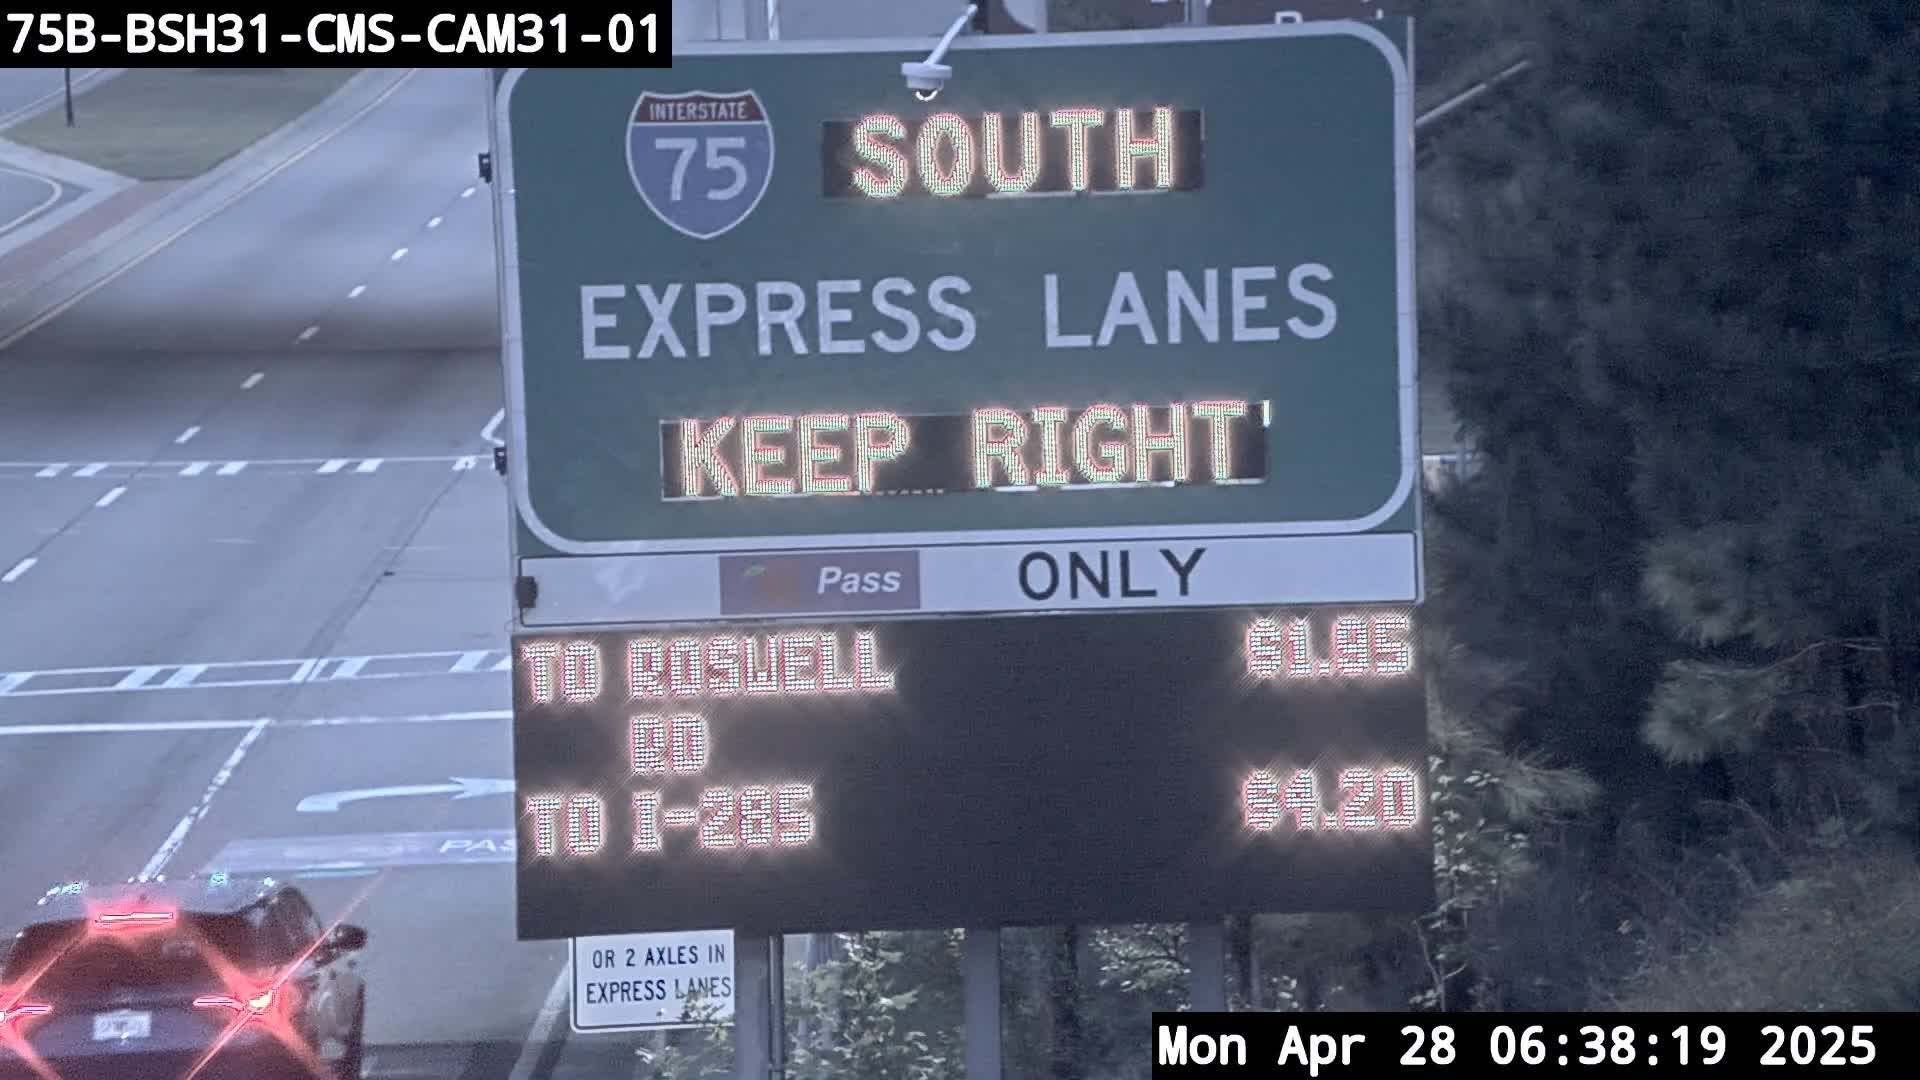 75B-BSH31-CMS-CAM31-01
INTERSTATE
75
SOUTH
EXPRESS LANES
KEEP RIGHT
Pass ONLY
TO ROSWELL $1.95
RD
TO I-285 $4.20
OR 2 AXLES IN
EXPRESS LANES
Mon Apr 28 06:38:19 2025